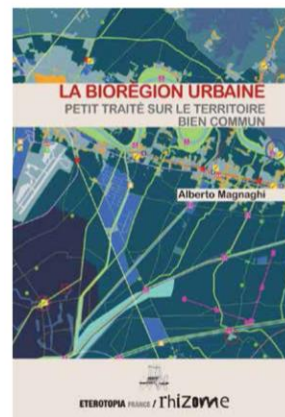 LA BIORÉGION URBAINE
PETIT TRAITÉ SUR LE TERRITOIRE
BIEN COMMUN
Alberto Magnaghi
ETEROTOPIA FRANCE / rhizome